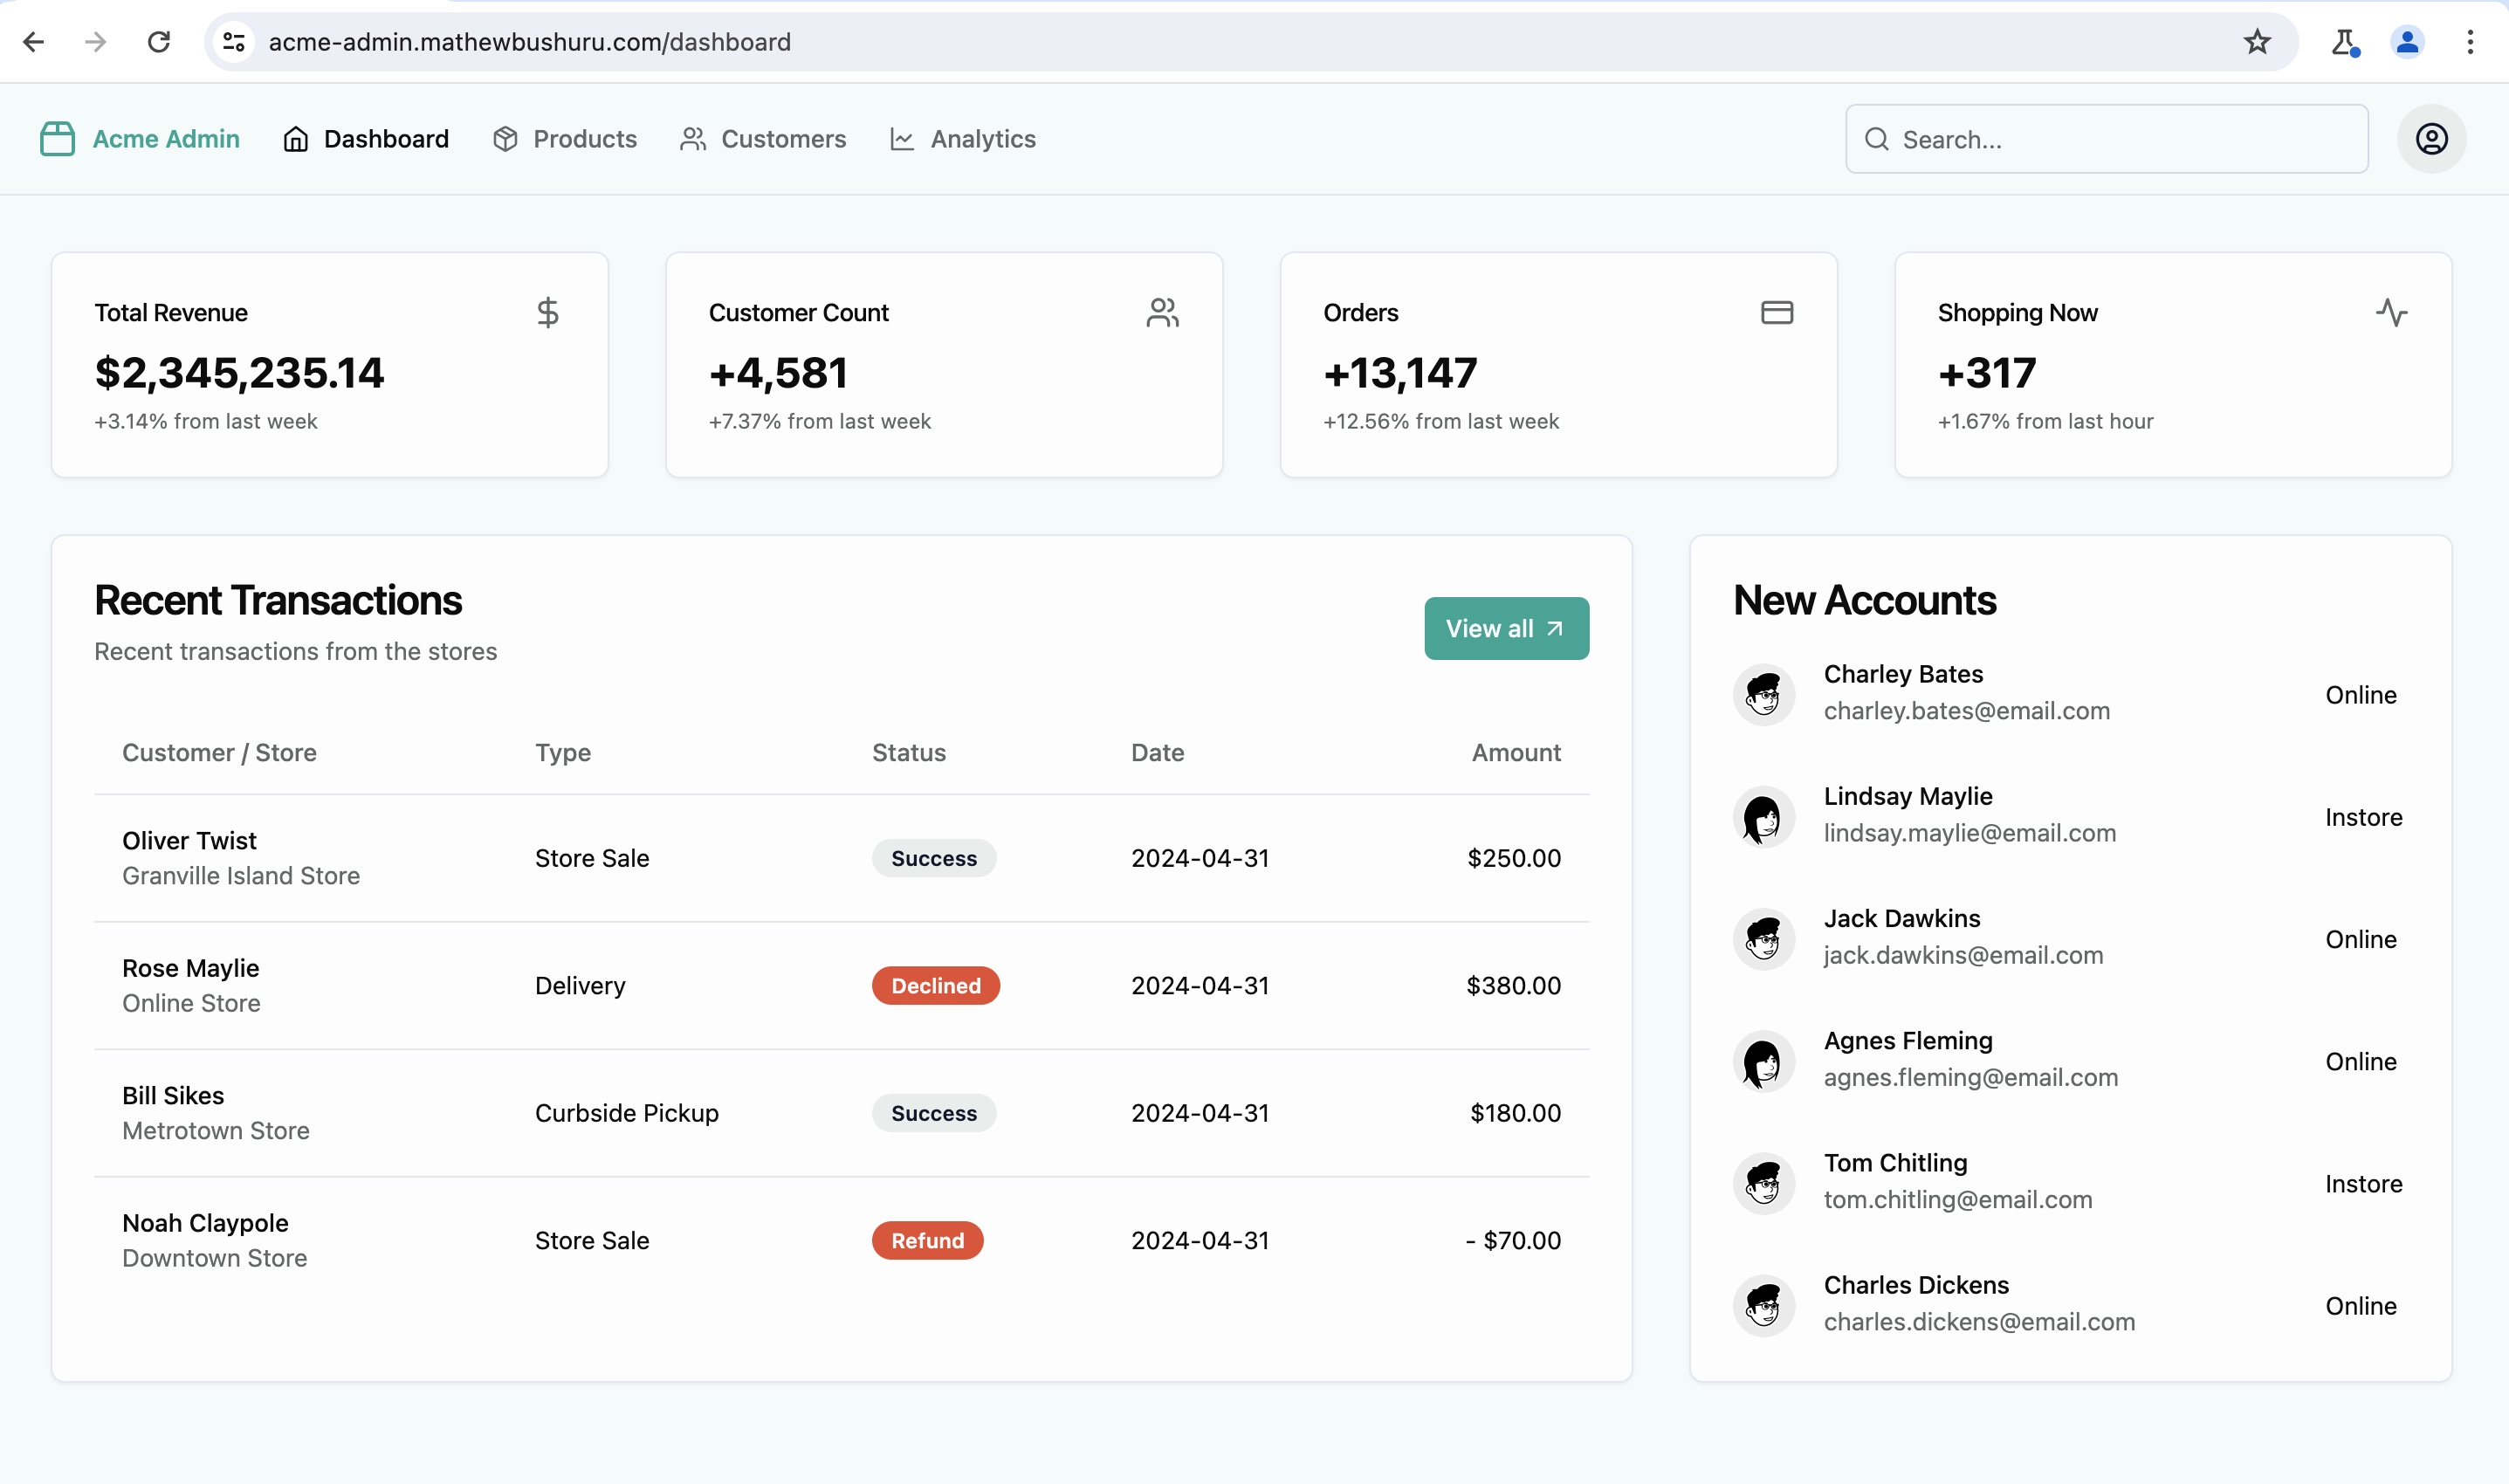 acme-admin.mathewbushuru.com/dashboard
Acme Admin Dashboard Products Customers Analytics Search...
Total Revenue
$2,345,235.14
+3.14% from last week
Customer Count
+4,581
+7.37% from last week
Orders
+13,147
+12.56% from last week
Shopping Now
+317
+1.67% from last hour
Recent Transactions
Recent transactions from the stores
View all
Customer / Store Type Status Date Amount
Oliver Twist
Granville Island Store
Store Sale Success 2024-04-31 $250.00
Rose Maylie
Online Store
Delivery Declined 2024-04-31 $380.00
Bill Sikes
Metrotown Store
Curbside Pickup Success 2024-04-31 $180.00
Noah Claypole
Downtown Store
Store Sale Refund 2024-04-31 - $70.00
New Accounts
Charley Bates
charley.bates@email.com
Online
Lindsay Maylie
lindsay.maylie@email.com
Instore
Jack Dawkins
jack.dawkins@email.com
Online
Agnes Fleming
agnes.fleming@email.com
Online
Tom Chitling
tom.chitling@email.com
Instore
Charles Dickens
charles.dickens@email.com
Online